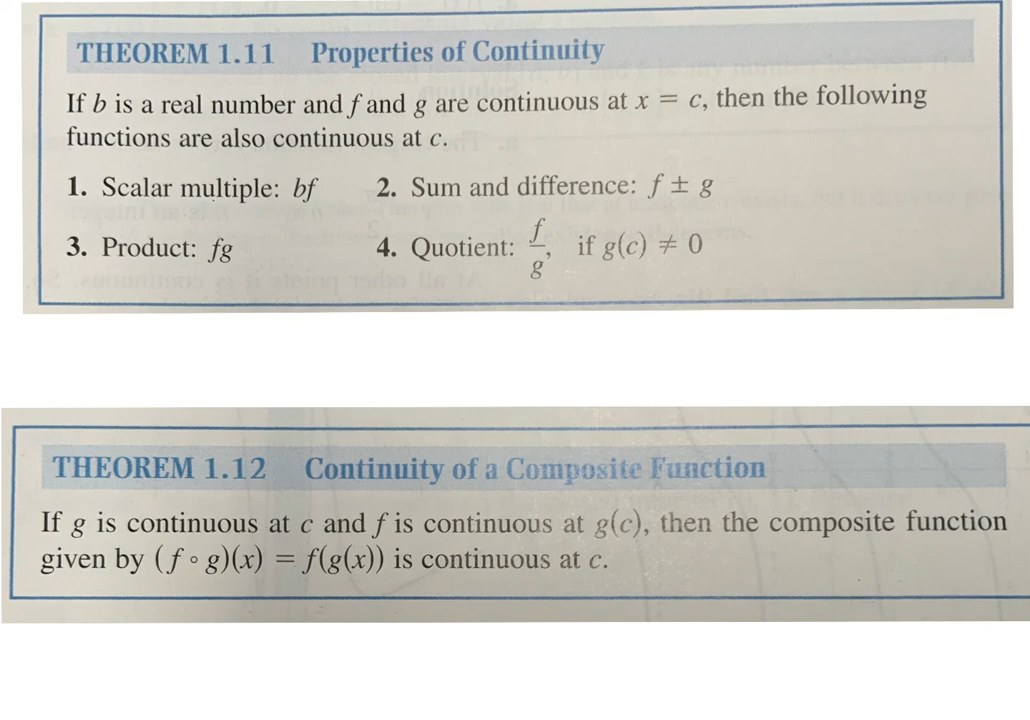 THEOREM 1.11 Properties of Continuity
If b is a real number and f and g are continuous at x = c, then the following
functions are also continuous at c.
1. Scalar multiple: bf 2. Sum and difference: f ± g
3. Product: fg 4. Quotient: f/g, if g(c) ≠ 0
THEOREM 1.12 Continuity of a Composite Function
If g is continuous at c and f is continuous at g(c), then the composite function
given by (f ∘ g)(x) = f(g(x)) is continuous at c.